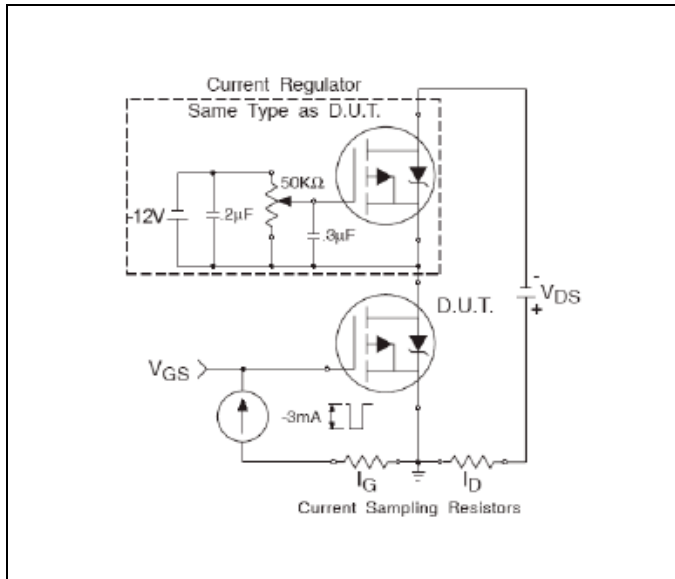 Current Regulator
Same Type as D.U.T.
50KΩ
-12V
.2µF
.3µF
D.U.T.
-
VDS
+
VGS
-3mA
IG
ID
Current Sampling Resistors